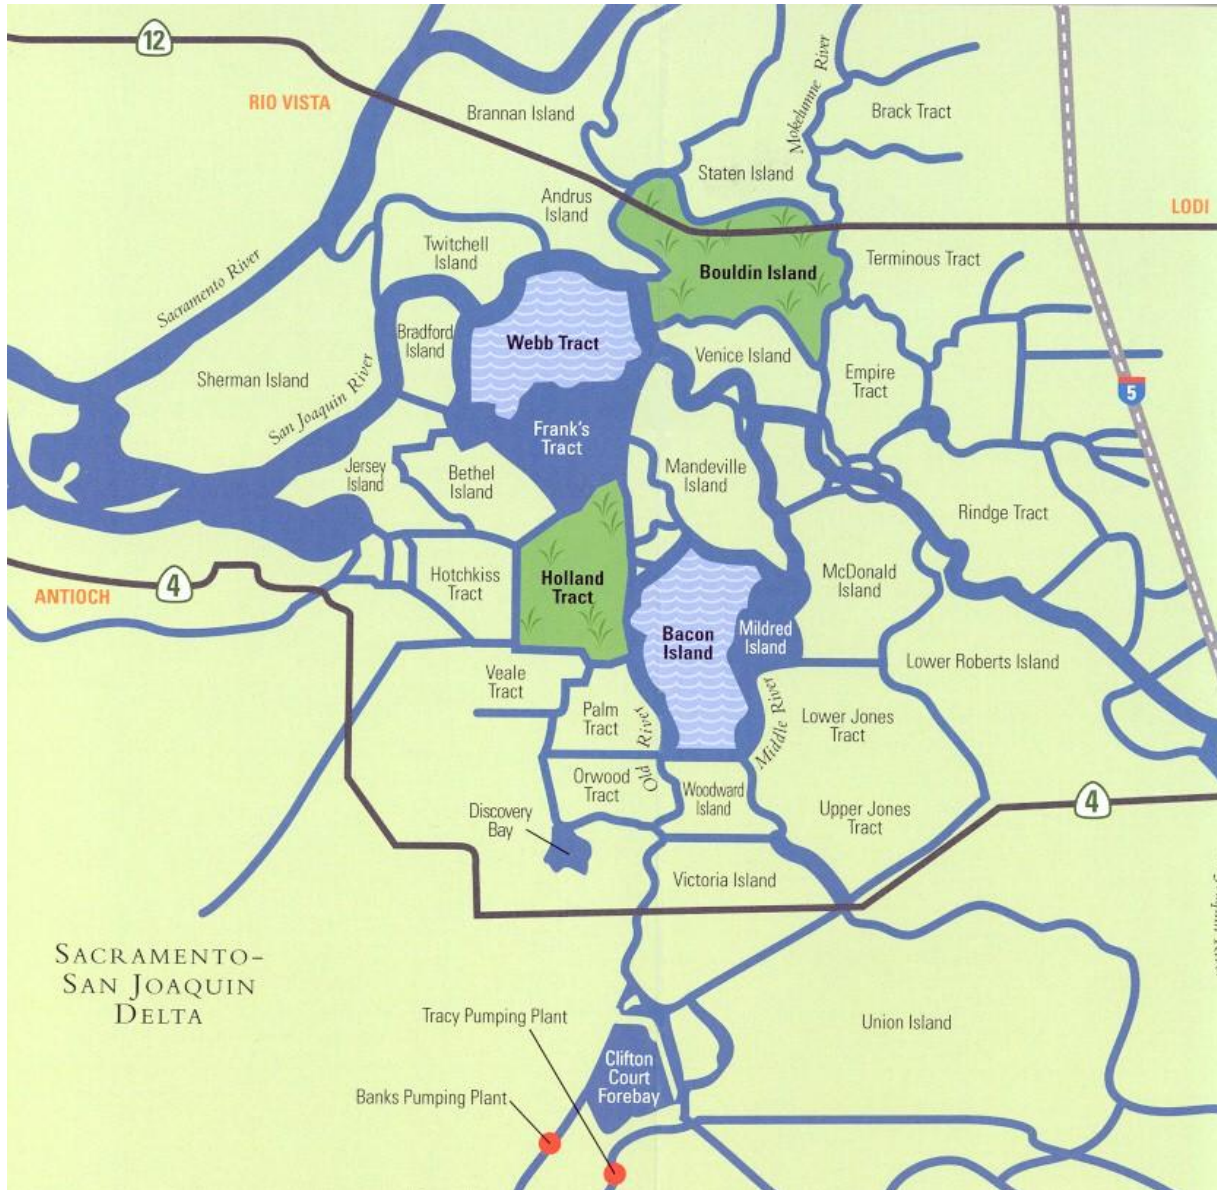 12
RIO VISTA
Brannan Island
Mokelumne River
Brack Tract
Staten Island
Andrus
Island
LODI
Twitchell
Island
Terminous Tract
Bouldin Island
Sacramento River
Bradford
Island
Webb Tract
Venice Island
Sherman Island
Empire
Tract
5
San Joaquin River
Frank's
Tract
Jersey
Island
Bethel
Island
Mandeville
Island
Rindge Tract
4
ANTIOCH
Hotchkiss
Tract
Holland
Tract
McDonald
Island
Bacon
Island
Mildred
Island
Lower Roberts Island
Veale
Tract
Palm
Tract
Old River
Middle River
Lower Jones
Tract
Orwood
Tract
Woodward
Island
Discovery
Bay
Upper Jones
Tract
4
Victoria Island
SACRAMENTO-
SAN JOAQUIN
DELTA
Tracy Pumping Plant
Union Island
Clifton
Court
Forebay
Banks Pumping Plant